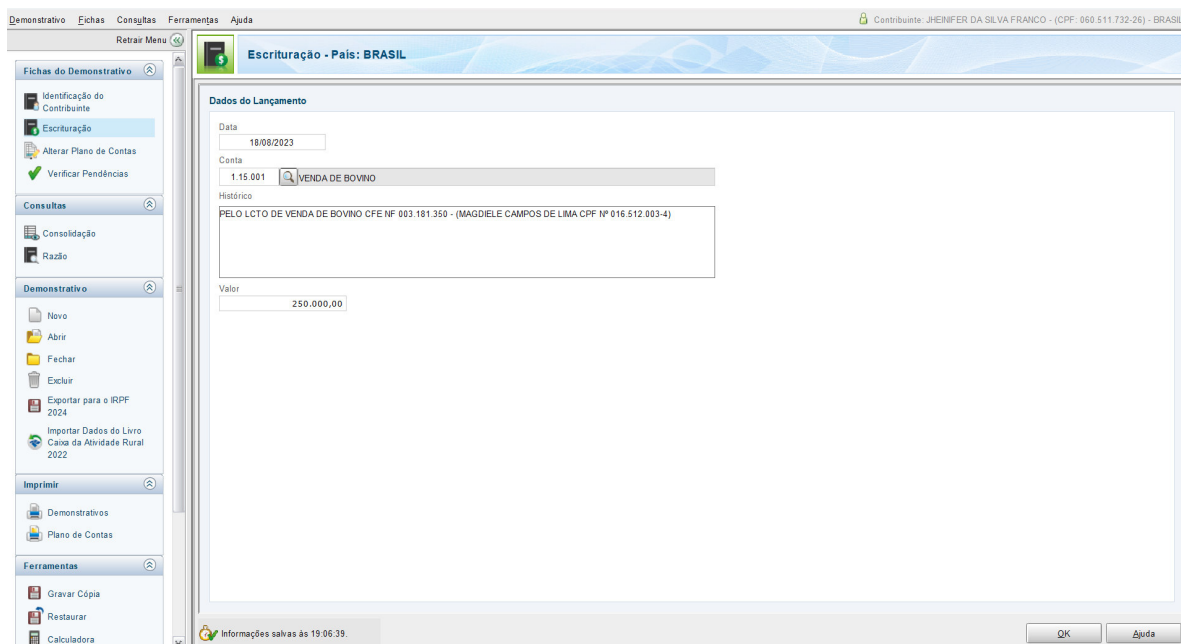 Demonstrativo Fichas Consultas Ferramentas Ajuda
Contribuinte: JHEINIFER DA SILVA FRANCO - (CPF: 060.511.732-26) - BRASIL
Retrair Menu
Fichas do Demonstrativo
Identificação do
Contribuinte
Escrituração
Alterar Plano de Contas
Verificar Pendências
Consultas
Consolidação
Razão
Demonstrativo
Novo
Abrir
Fechar
Excluir
Exportar para o IRPF
2024
Importar Dados do Livro
Caixa da Atividade Rural
2022
Imprimir
Demonstrativos
Plano de Contas
Ferramentas
Gravar Cópia
Restaurar
Calculadora
Escrituração - País: BRASIL
Dados do Lançamento
Data
18/08/2023
Conta
1.15.001 VENDA DE BOVINO
Histórico
PELO LCTO DE VENDA DE BOVINO CFE NF 003.181.350 - (MAGDIELE CAMPOS DE LIMA CPF Nº 016.512.003-4)
Valor
250.000,00
Informações salvas às 19:06:39.
OK Ajuda